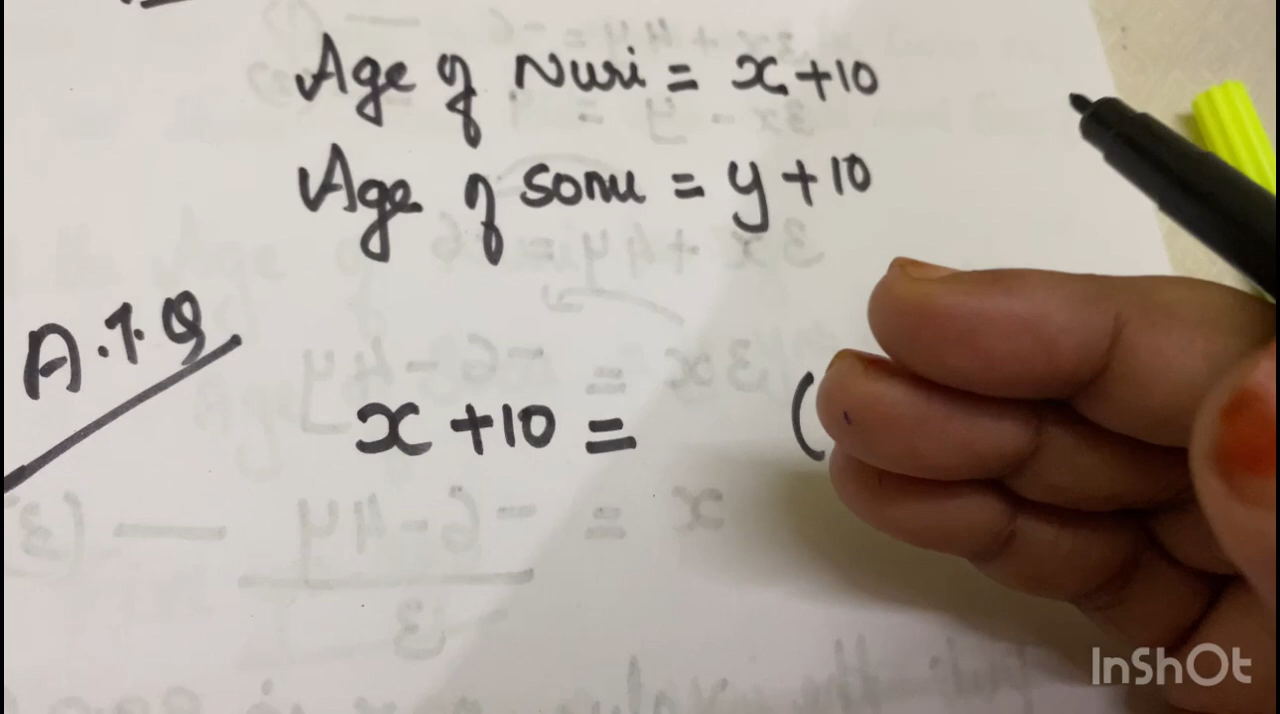 Age of Nuri = x+10
Age of sonu = y+10
A.T.Q
x+10 = (
InShOt